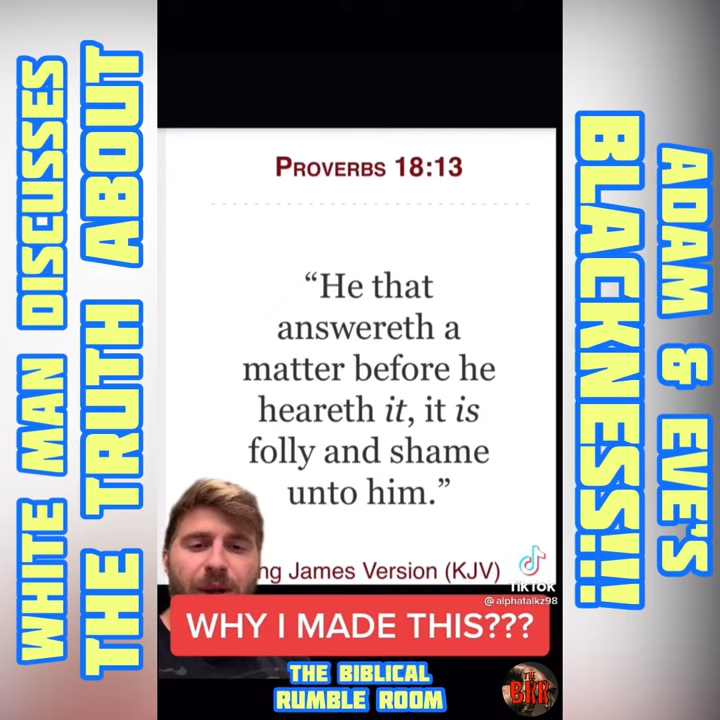 WHITE MAN DISCUSSES
THE TRUTH ABOUT
ADAM & EVE'S
BLACKNESS!!!
PROVERBS 18:13
“He that
answereth a
matter before he
heareth it, it is
folly and shame
unto him.”
ng James Version (KJV)
TikTok
@alphatalkz98
WHY I MADE THIS???
THE BIBLICAL
RUMBLE ROOM
THE
BRR